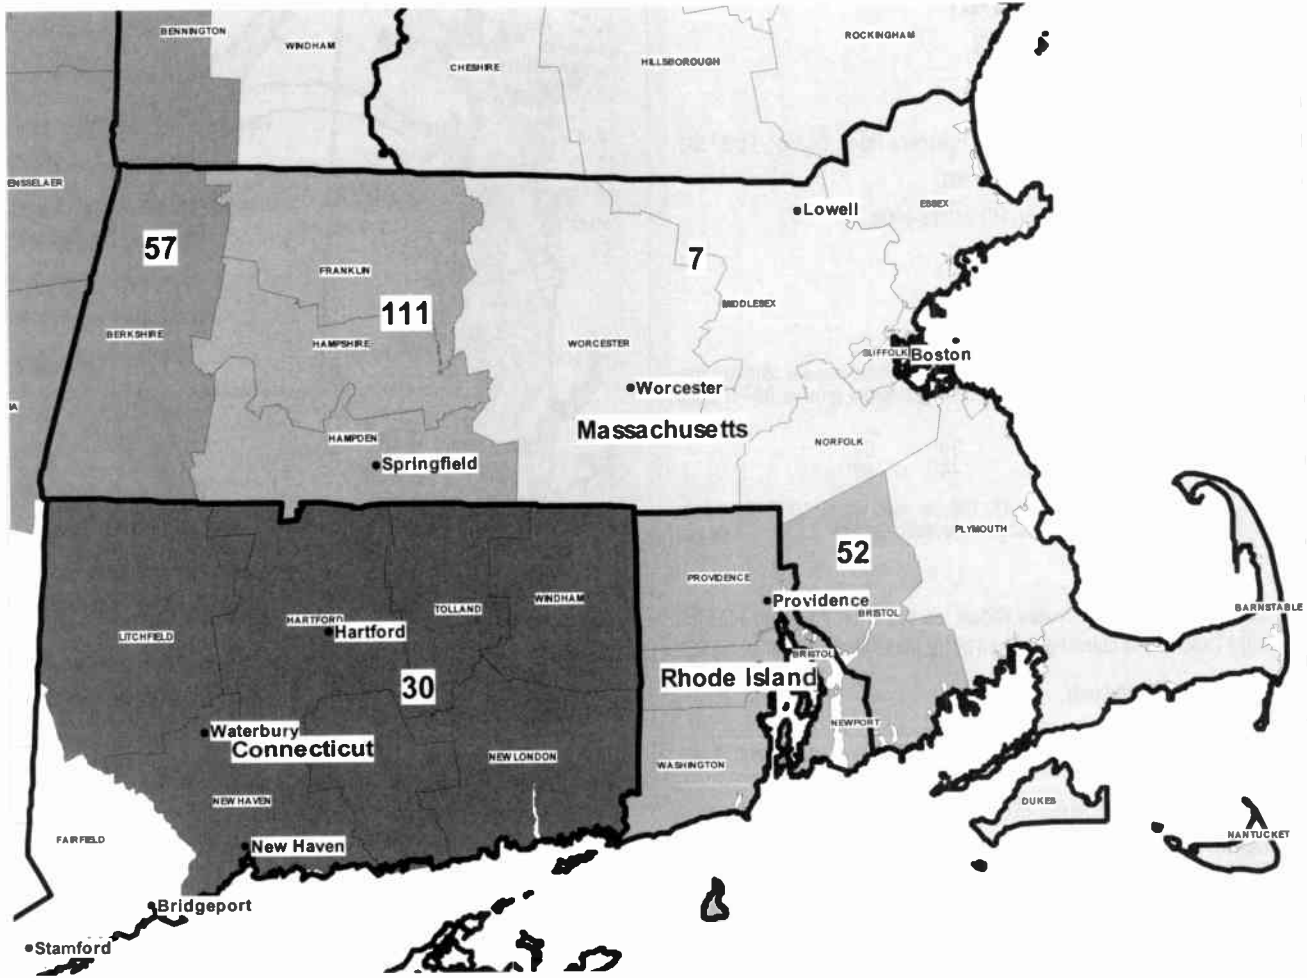 BENNINGTON
WINDHAM
CHESHIRE
HILLSBOROUGH
ROCKINGHAM
ENSSELAER
Lowell
ESSEX
57
7
FRANKLIN
111
MIDDLESEX
BERKSHIRE
HAMPSHIRE
WORCESTER
SUFFOLK
Boston
Worcester
IA
Massachusetts
HAMPDEN
NORFOLK
Springfield
PLYMOUTH
52
PROVIDENCE
WINDHAM
Providence
TOLLAND
BARNSTABLE
HARTFORD
BRISTOL
LITCHFIELD
Hartford
BRISTOL
Rhode Island
30
NEWPORT
Waterbury
Connecticut
NEW LONDON
WASHINGTON
NEW HAVEN
DUKES
NANTUCKET
FAIRFIELD
New Haven
Bridgeport
Stamford